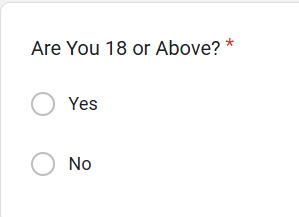 Are You 18 or Above? *
Yes
No